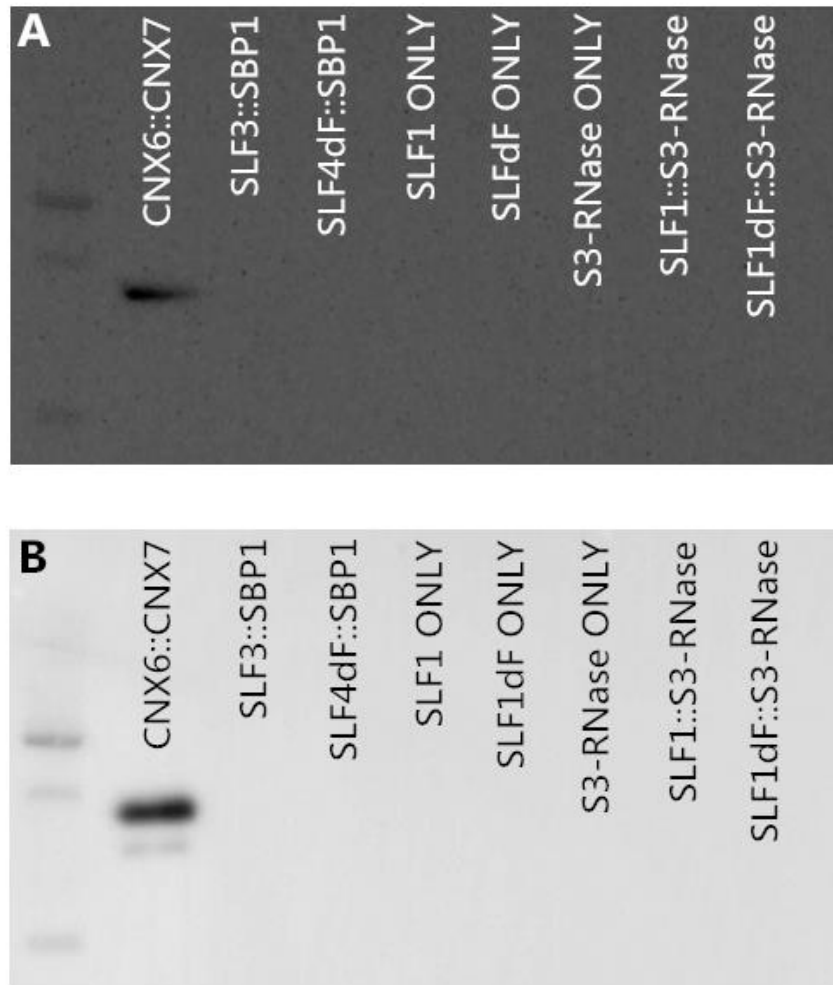 A
CNX6::CNX7
SLF3::SBP1
SLF4dF::SBP1
SLF1 ONLY
SLFdF ONLY
S3-RNase ONLY
SLF1::S3-RNase
SLF1dF::S3-RNase
B
CNX6::CNX7
SLF3::SBP1
SLF4dF::SBP1
SLF1 ONLY
SLF1dF ONLY
S3-RNase ONLY
SLF1::S3-RNase
SLF1dF::S3-RNase